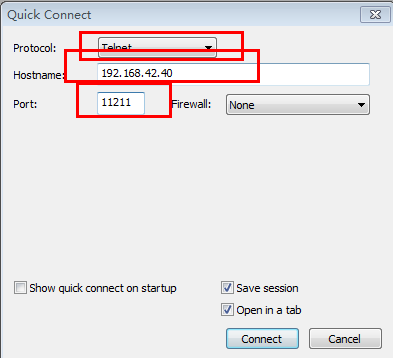 Quick Connect
Protocol: Telnet
Hostname: 192.168.42.40
Port: 11211 Firewall: None
Show quick connect on startup Save session
Open in a tab
Connect Cancel